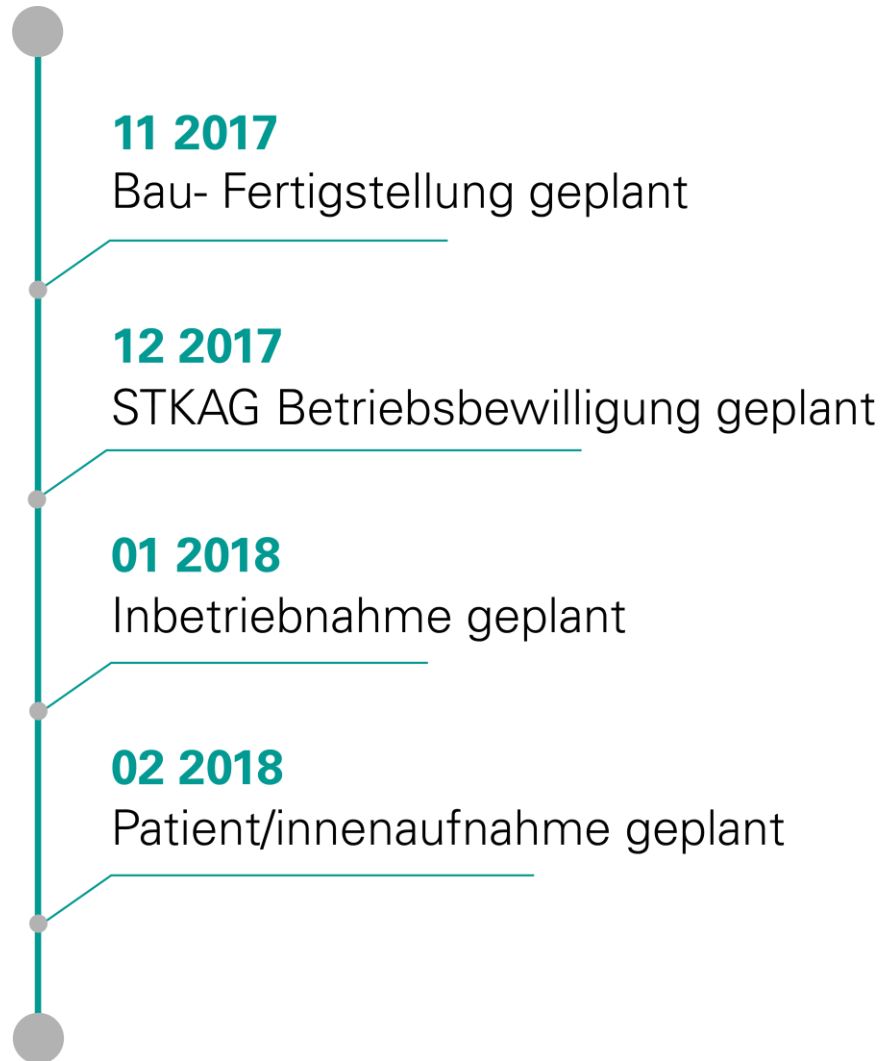 11 2017
Bau- Fertigstellung geplant
12 2017
STKAG Betriebsbewilligung geplant
01 2018
Inbetriebnahme geplant
02 2018
Patient/innenaufnahme geplant